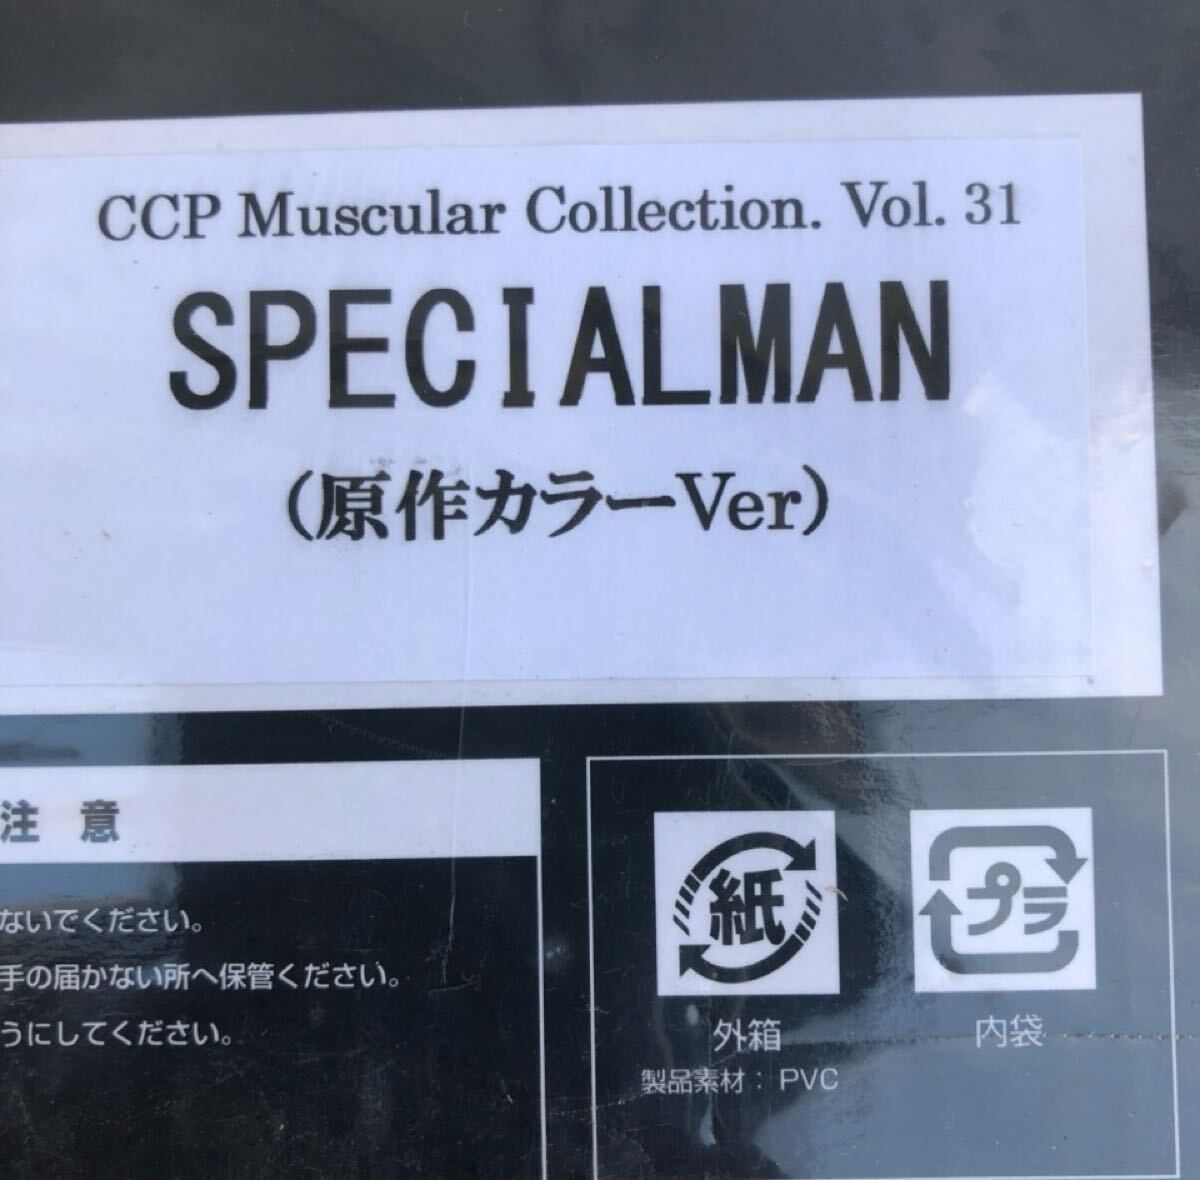 CCP Muscular Collection. Vol. 31
SPECIALMAN
（原作カラーVer）
注 意
ないでください。
手の届かない所へ保管ください。
うにしてください。
紙
プラ
外箱
内袋
製品素材：PVC